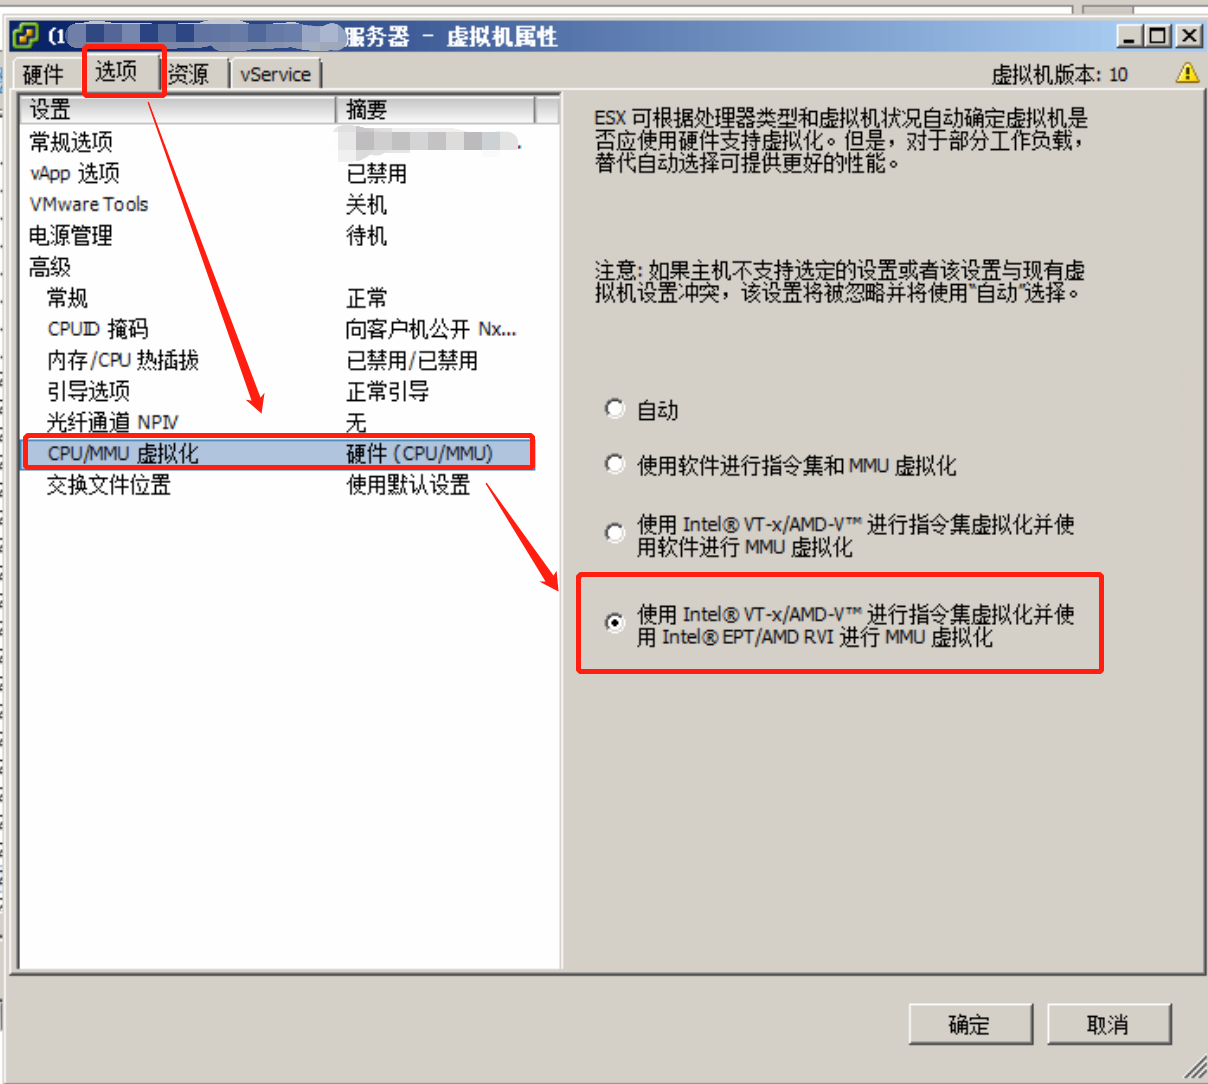 (1
服务器 - 虚拟机属性
硬件 选项 资源 vService
虚拟机版本: 10
设置 摘要
常规选项
vApp 选项 已禁用
VMware Tools 关机
电源管理 待机
高级
常规 正常
CPUID 掩码 向客户机公开 Nx...
内存/CPU 热插拔 已禁用/已禁用
引导选项 正常引导
光纤通道 NPIV 无
CPU/MMU 虚拟化 硬件 (CPU/MMU)
交换文件位置 使用默认设置
ESX 可根据处理器类型和虚拟机状况自动确定虚拟机是
否应使用硬件支持虚拟化。但是，对于部分工作负载，
替代自动选择可提供更好的性能。
注意: 如果主机不支持选定的设置或者该设置与现有虚
拟机设置冲突，该设置将被忽略并将使用"自动"选择。
自动
使用软件进行指令集和 MMU 虚拟化
使用 Intel® VT-x/AMD-V™ 进行指令集虚拟化并使
用软件进行 MMU 虚拟化
使用 Intel® VT-x/AMD-V™ 进行指令集虚拟化并使
用 Intel® EPT/AMD RVI 进行 MMU 虚拟化
确定 取消